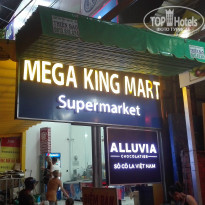 TOP HOTELS
MEGA KING MART
Supermarket
ALLUVIA
CHOCOLATIER
SÔ CÔ LA VIỆT NAM